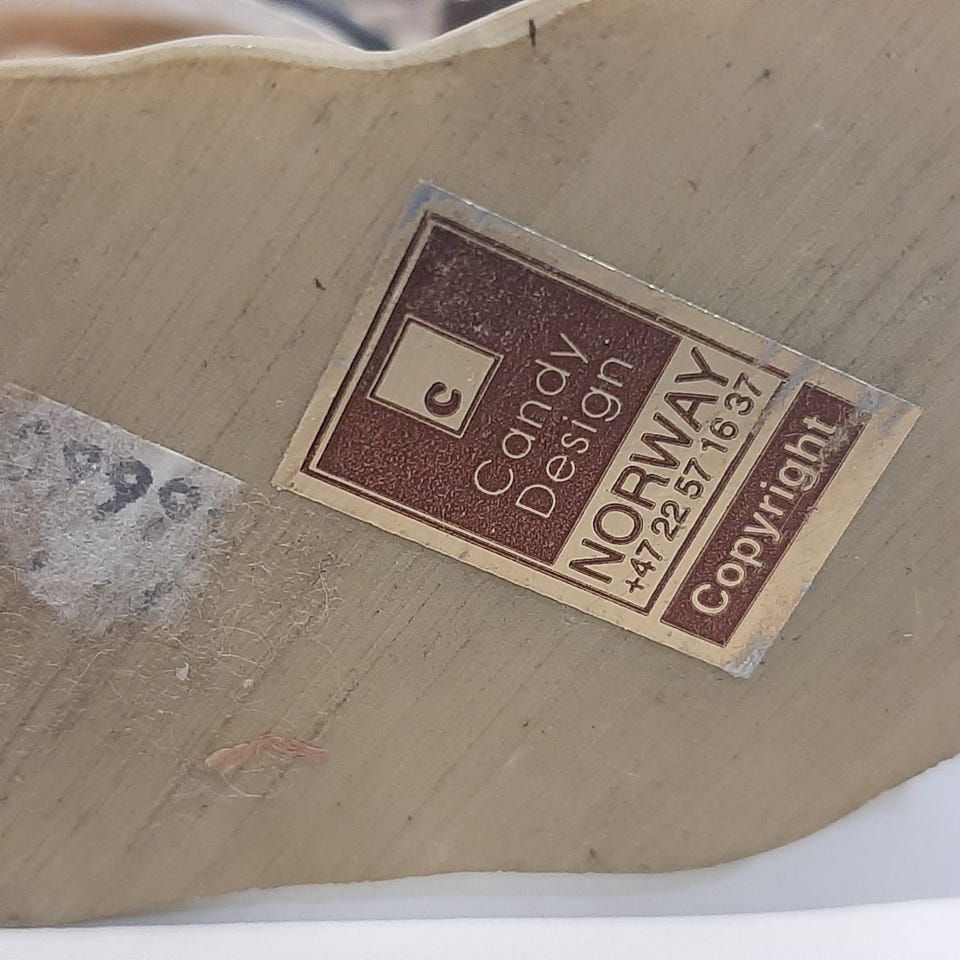 C
Candy
Design
NORWAY
+47 22 57 16 37
Copyright